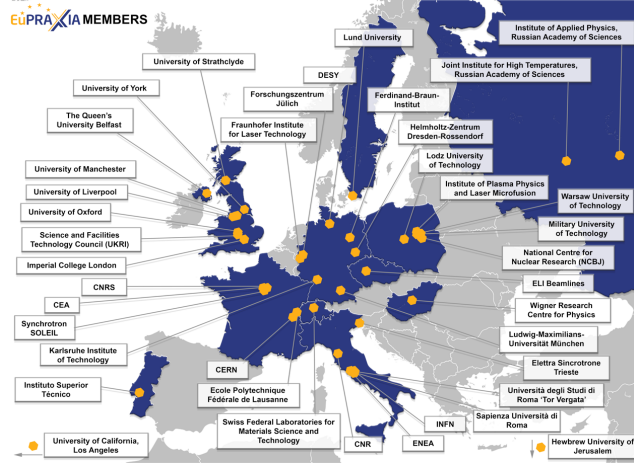 EuPRAXIA MEMBERS
Institute of Applied Physics,
Russian Academy of Sciences
Lund University
University of Strathclyde
Joint Institute for High Temperatures,
Russian Academy of Sciences
DESY
University of York
Forschungszentrum
Jülich
Ferdinand-Braun-
Institut
The Queen's
University Belfast
Fraunhofer Institute
for Laser Technology
Helmholtz-Zentrum
Dresden-Rossendorf
Lodz University
of Technology
University of Manchester
Institute of Plasma Physics
and Laser Microfusion
University of Liverpool
Warsaw University
of Technology
University of Oxford
Military University
of Technology
Science and Facilities
Technology Council (UKRI)
National Centre for
Nuclear Research (NCBJ)
Imperial College London
ELI Beamlines
CNRS
CEA
Wigner Research
Centre for Physics
Synchrotron
SOLEIL
Ludwig-Maximilians-
Universität München
Karlsruhe Institute
of Technology
CERN
Elettra Sincrotrone
Trieste
Instituto Superior
Técnico
Ecole Polytechnique
Fédérale de Lausanne
Università degli Studi di
Roma ‘Tor Vergata’
Swiss Federal Laboratories for
Materials Science and
Technology
INFN
Sapienza Università di
Roma
University of California,
Los Angeles
CNR
ENEA
Hewbrew University of
Jerusalem